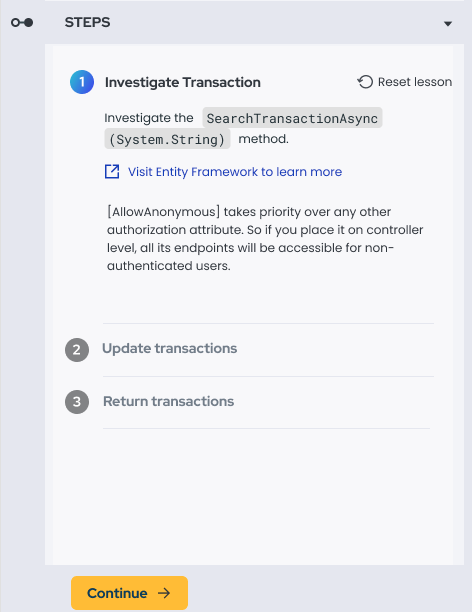 STEPS
1 Investigate Transaction Reset lesson
Investigate the SearchTransactionAsync
(System.String) method.
Visit Entity Framework to learn more
[AllowAnonymous] takes priority over any other
authorization attribute. So if you place it on controller
level, all its endpoints will be accessible for non-
authenticated users.
2 Update transactions
3 Return transactions
Continue